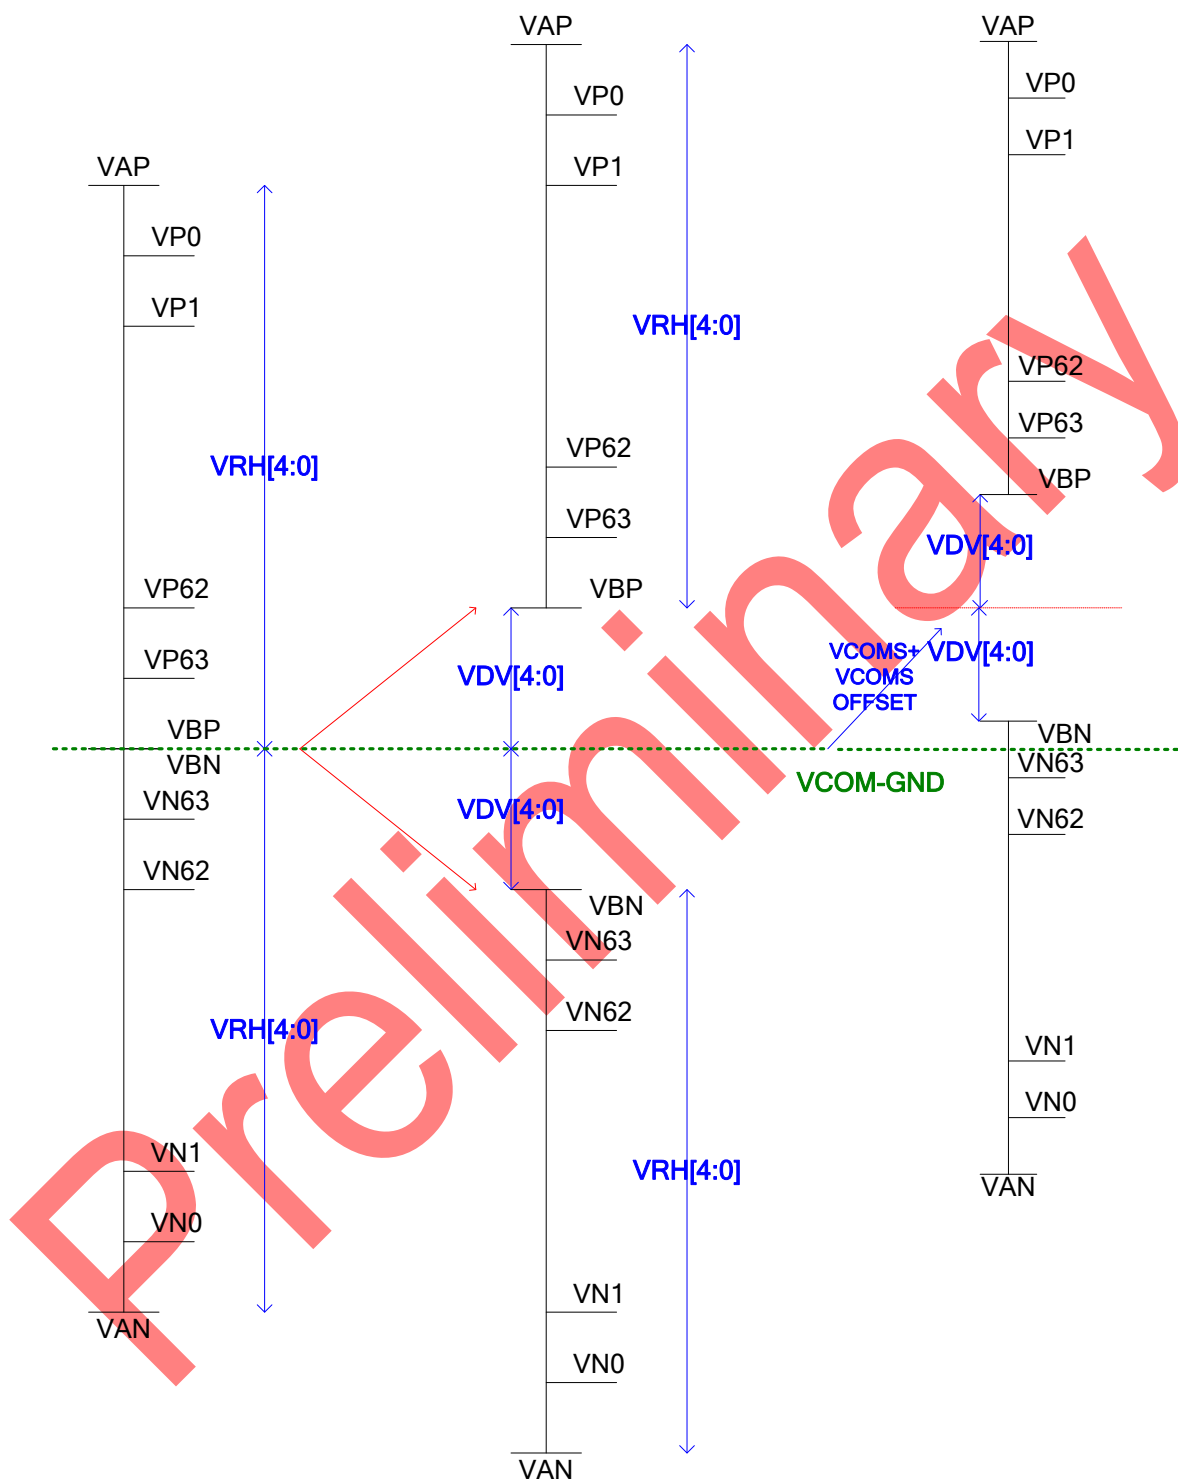 VAP
VP0
VP1
VRH[4:0]
VP62
VP63
VBP
VBN
VN63
VN62
VRH[4:0]
VN1
VN0
VAN
VAP
VP0
VP1
VRH[4:0]
VP62
VP63
VBP
VDV[4:0]
VDV[4:0]
VBN
VN63
VN62
VRH[4:0]
VN1
VN0
VAN
VAP
VP0
VP1
VP62
VP63
VBP
VDV[4:0]
VCOMS+
VCOMS
OFFSET
VDV[4:0]
VBN
VCOM-GND
VN63
VN62
VN1
VN0
VAN
Preliminary